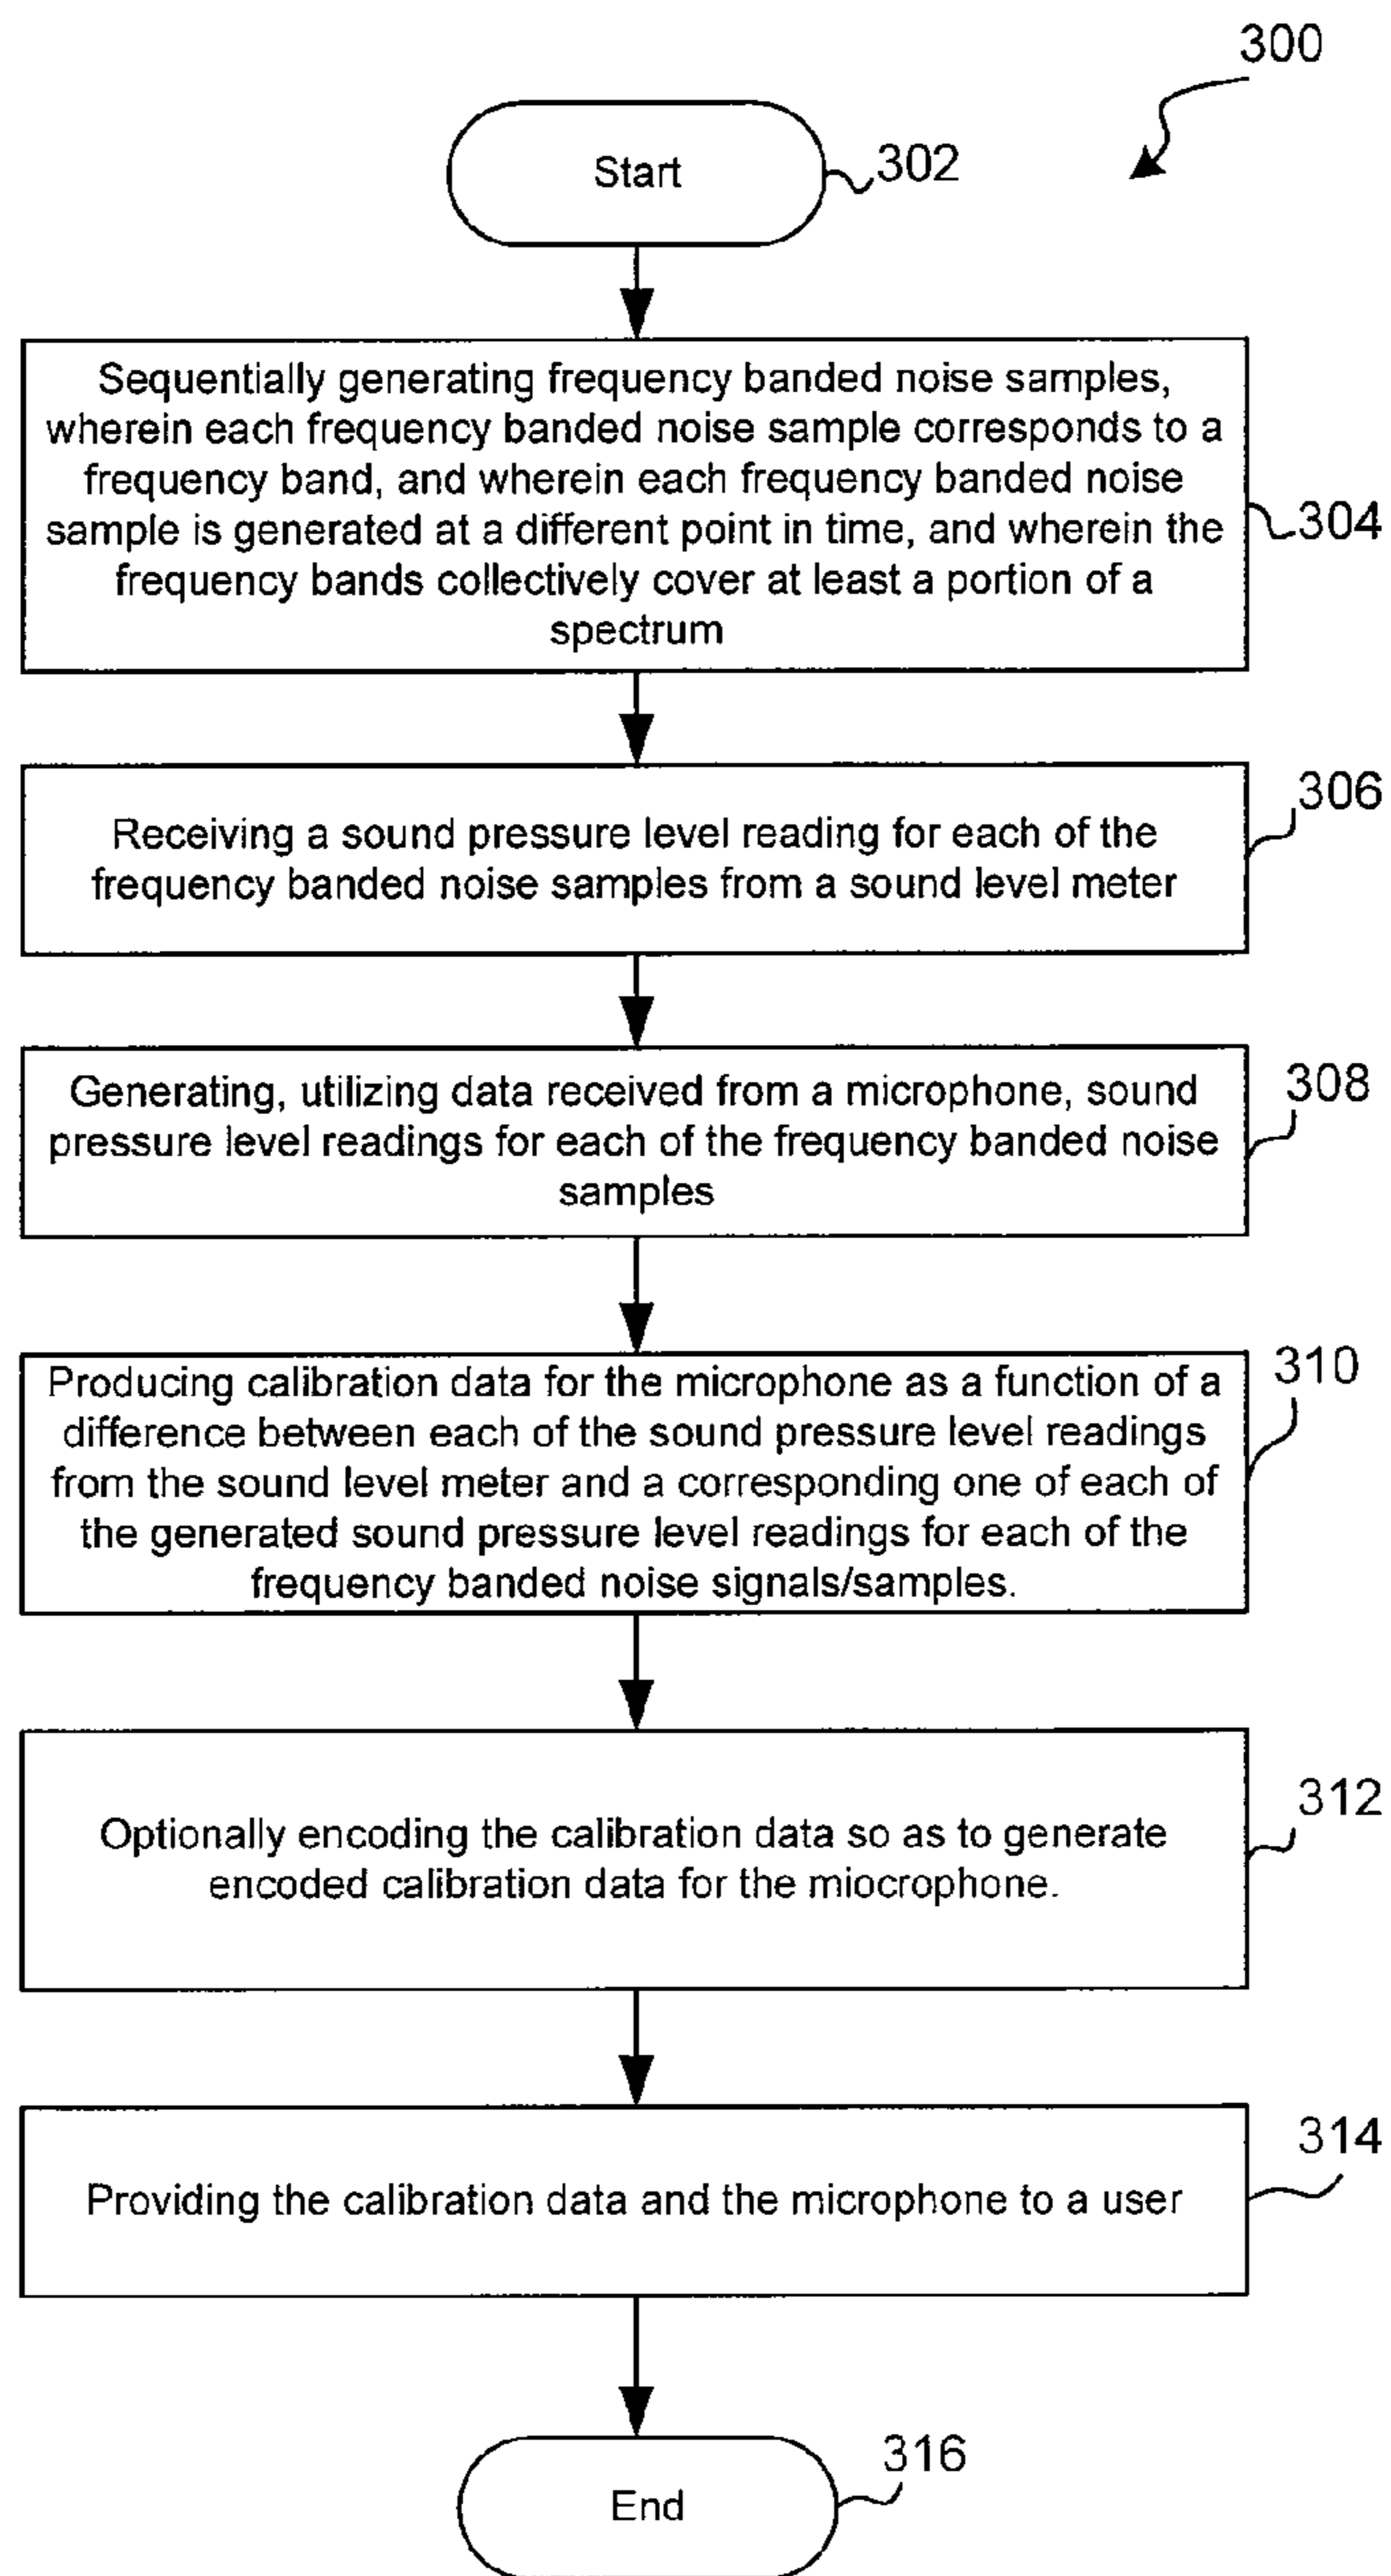 300
Start
302
Sequentially generating frequency banded noise samples,
wherein each frequency banded noise sample corresponds to a
frequency band, and wherein each frequency banded noise
sample is generated at a different point in time, and wherein the
frequency bands collectively cover at least a portion of a
spectrum
304
Receiving a sound pressure level reading for each of the
frequency banded noise samples from a sound level meter
306
Generating, utilizing data received from a microphone, sound
pressure level readings for each of the frequency banded noise
samples
308
Producing calibration data for the microphone as a function of a
difference between each of the sound pressure level readings
from the sound level meter and a corresponding one of each of
the generated sound pressure level readings for each of the
frequency banded noise signals/samples.
310
Optionally encoding the calibration data so as to generate
encoded calibration data for the miocrophone.
312
Providing the calibration data and the microphone to a user
314
End
316